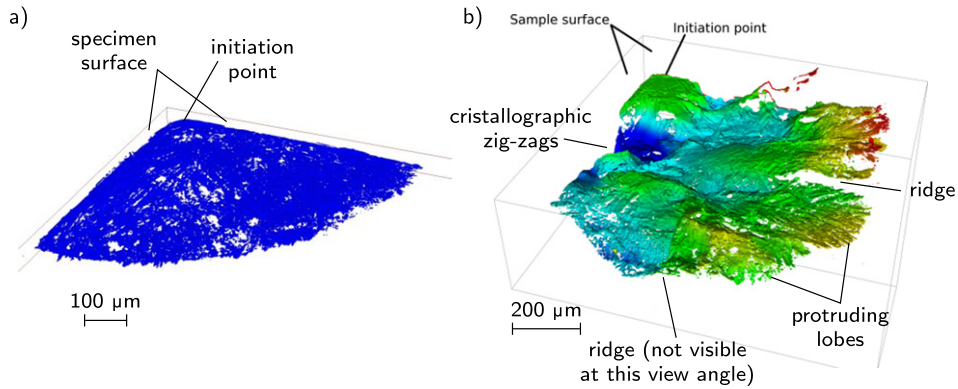 a)
specimen
surface
initiation
point
100 µm
b)
Sample surface
Initiation point
cristallographic
zig-zags
ridge
200 µm
protruding
lobes
ridge (not visible
at this view angle)